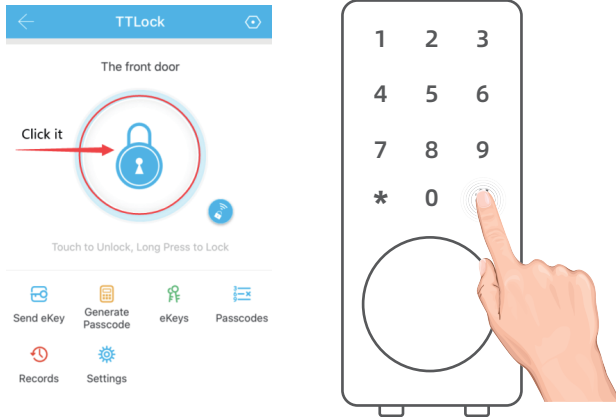 TTLock
The front door
Click it
Touch to Unlock, Long Press to Lock
Send eKey
Generate
Passcode
eKeys
Passcodes
Records
Settings
1 2 3
4 5 6
7 8 9
* 0